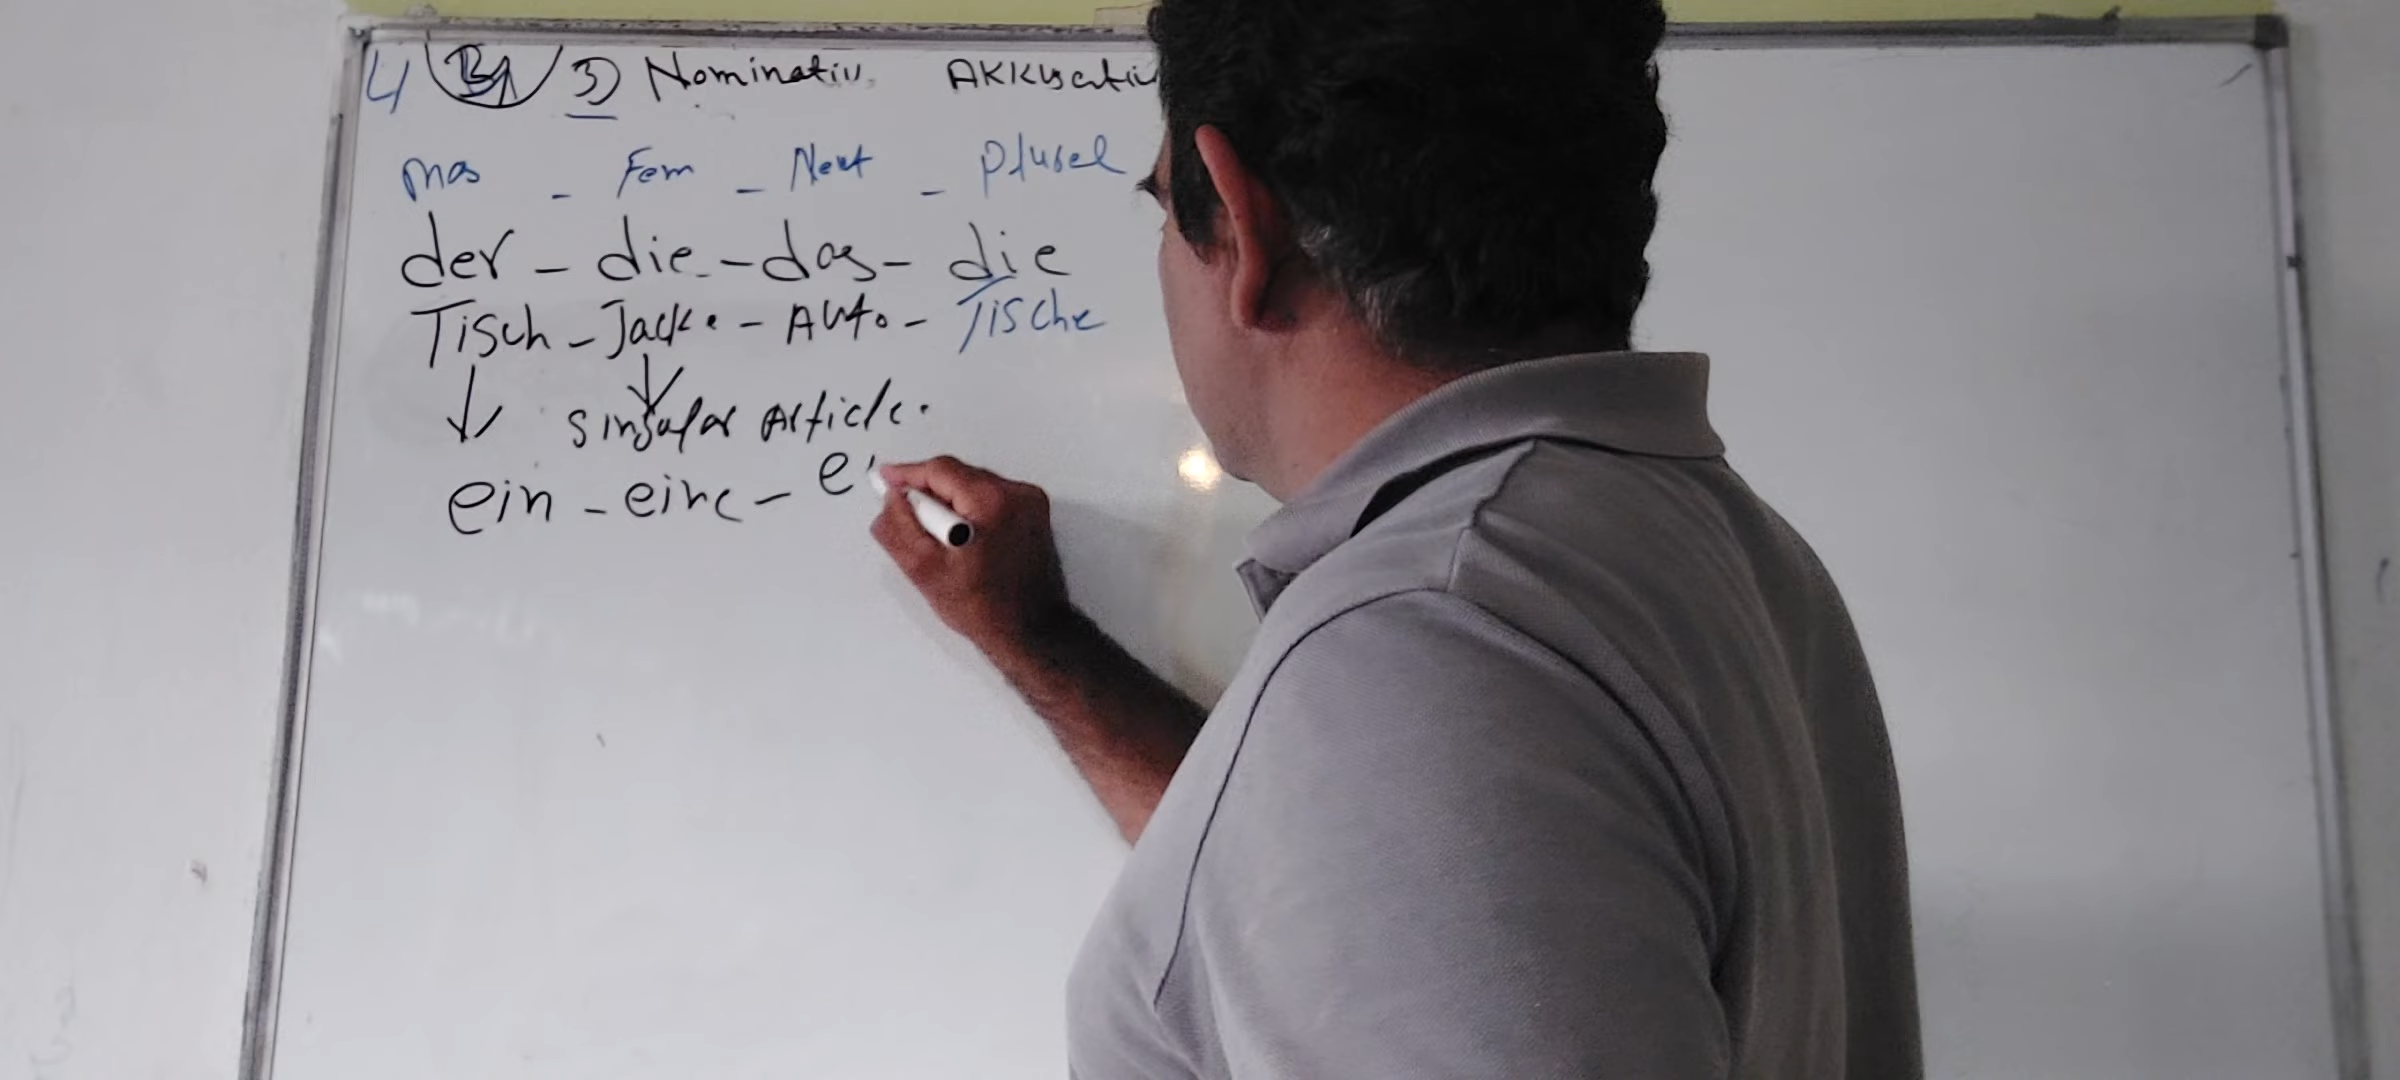 4 B1 3) Nominativ. Akkusativ
mas - Fem - Neut - Plural
der - die - das - die
Tisch - Jacke - Auto - Tische
Singular Article.
ein - eine - ei